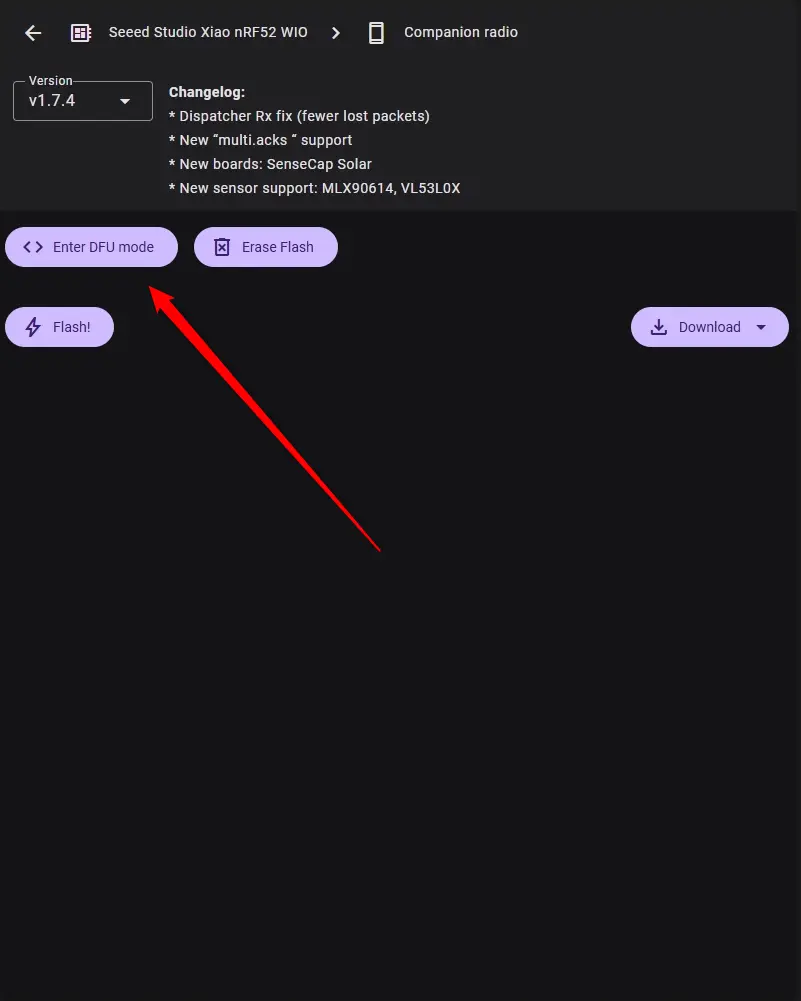 Seeed Studio Xiao nRF52 WIO
Companion radio
Version
v1.7.4
Changelog:
* Dispatcher Rx fix (fewer lost packets)
* New “multi.acks “ support
* New boards: SenseCap Solar
* New sensor support: MLX90614, VL53L0X
Enter DFU mode
Erase Flash
Flash!
Download